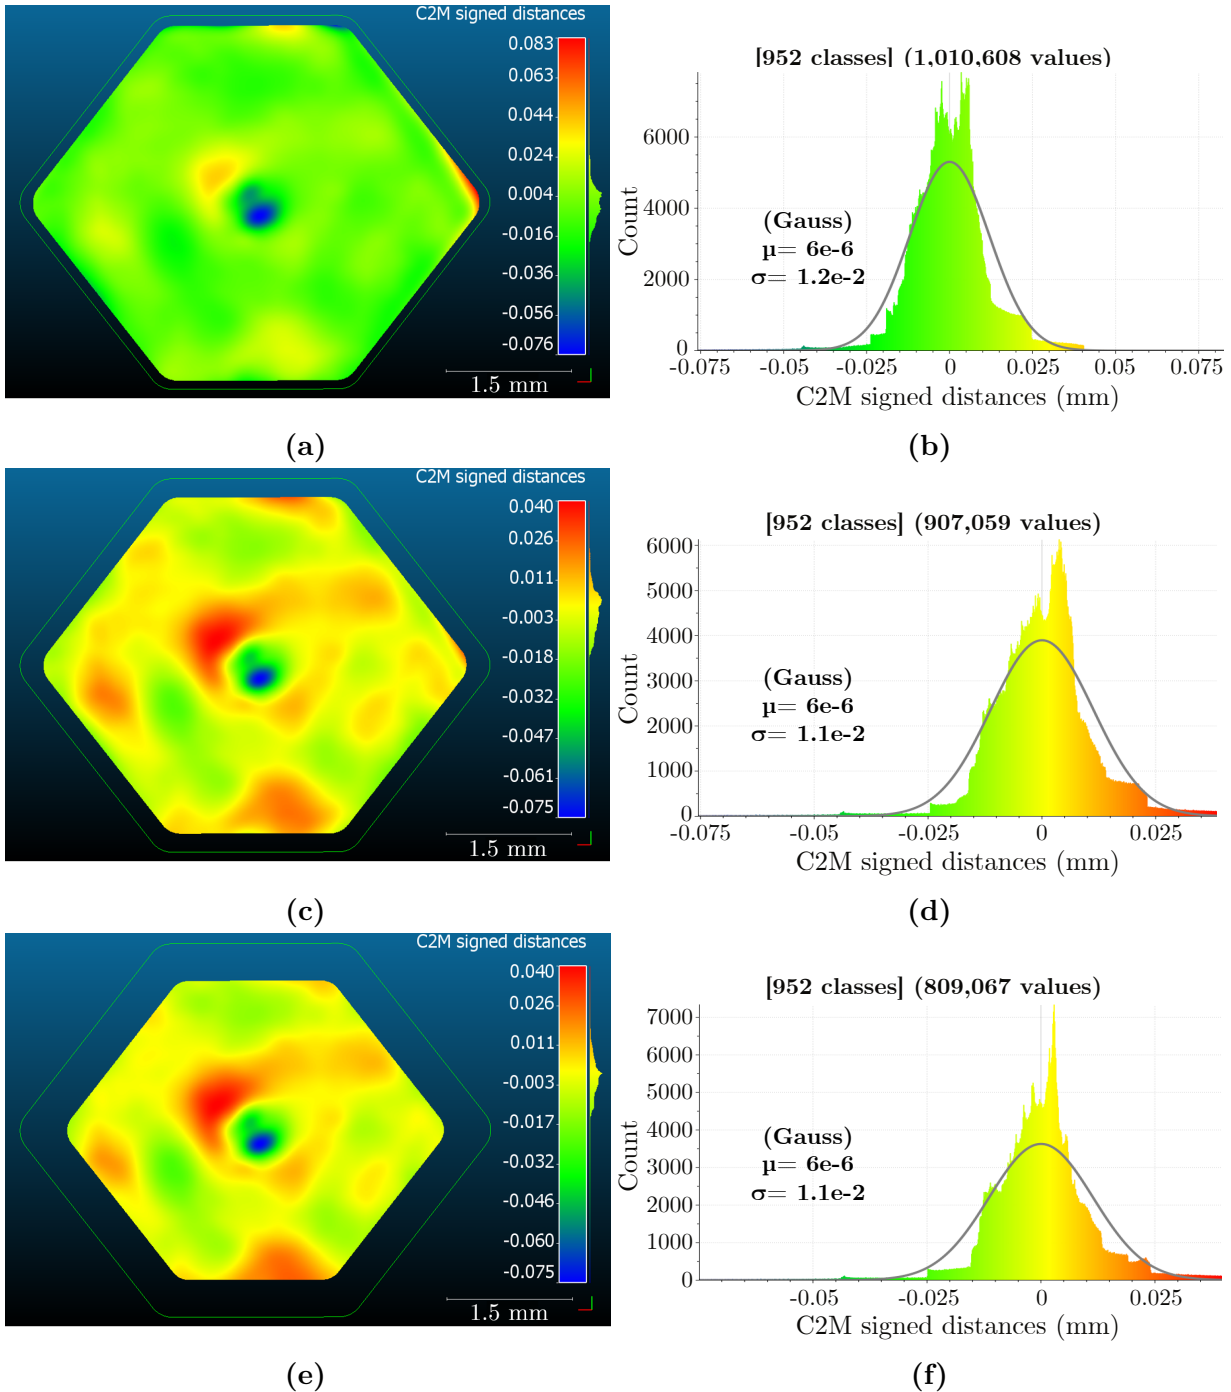 C2M signed distances
0.083
0.063
0.044
0.024
0.004
-0.016
-0.036
-0.056
-0.076
1.5 mm
(a)
[952 classes] (1,010,608 values)
Count
6000
4000
2000
0
(Gauss)
μ= 6e-6
σ= 1.2e-2
-0.075 -0.05 -0.025 0 0.025 0.05 0.075
C2M signed distances (mm)
(b)
C2M signed distances
0.040
0.026
0.011
-0.003
-0.018
-0.032
-0.047
-0.061
-0.075
1.5 mm
(c)
[952 classes] (907,059 values)
Count
6000
5000
4000
3000
2000
1000
0
(Gauss)
μ= 6e-6
σ= 1.1e-2
-0.075 -0.05 -0.025 0 0.025
C2M signed distances (mm)
(d)
C2M signed distances
0.040
0.026
0.011
-0.003
-0.017
-0.032
-0.046
-0.060
-0.075
1.5 mm
(e)
[952 classes] (809,067 values)
Count
7000
6000
5000
4000
3000
2000
1000
0
(Gauss)
μ= 6e-6
σ= 1.1e-2
-0.05 -0.025 0 0.025
C2M signed distances (mm)
(f)